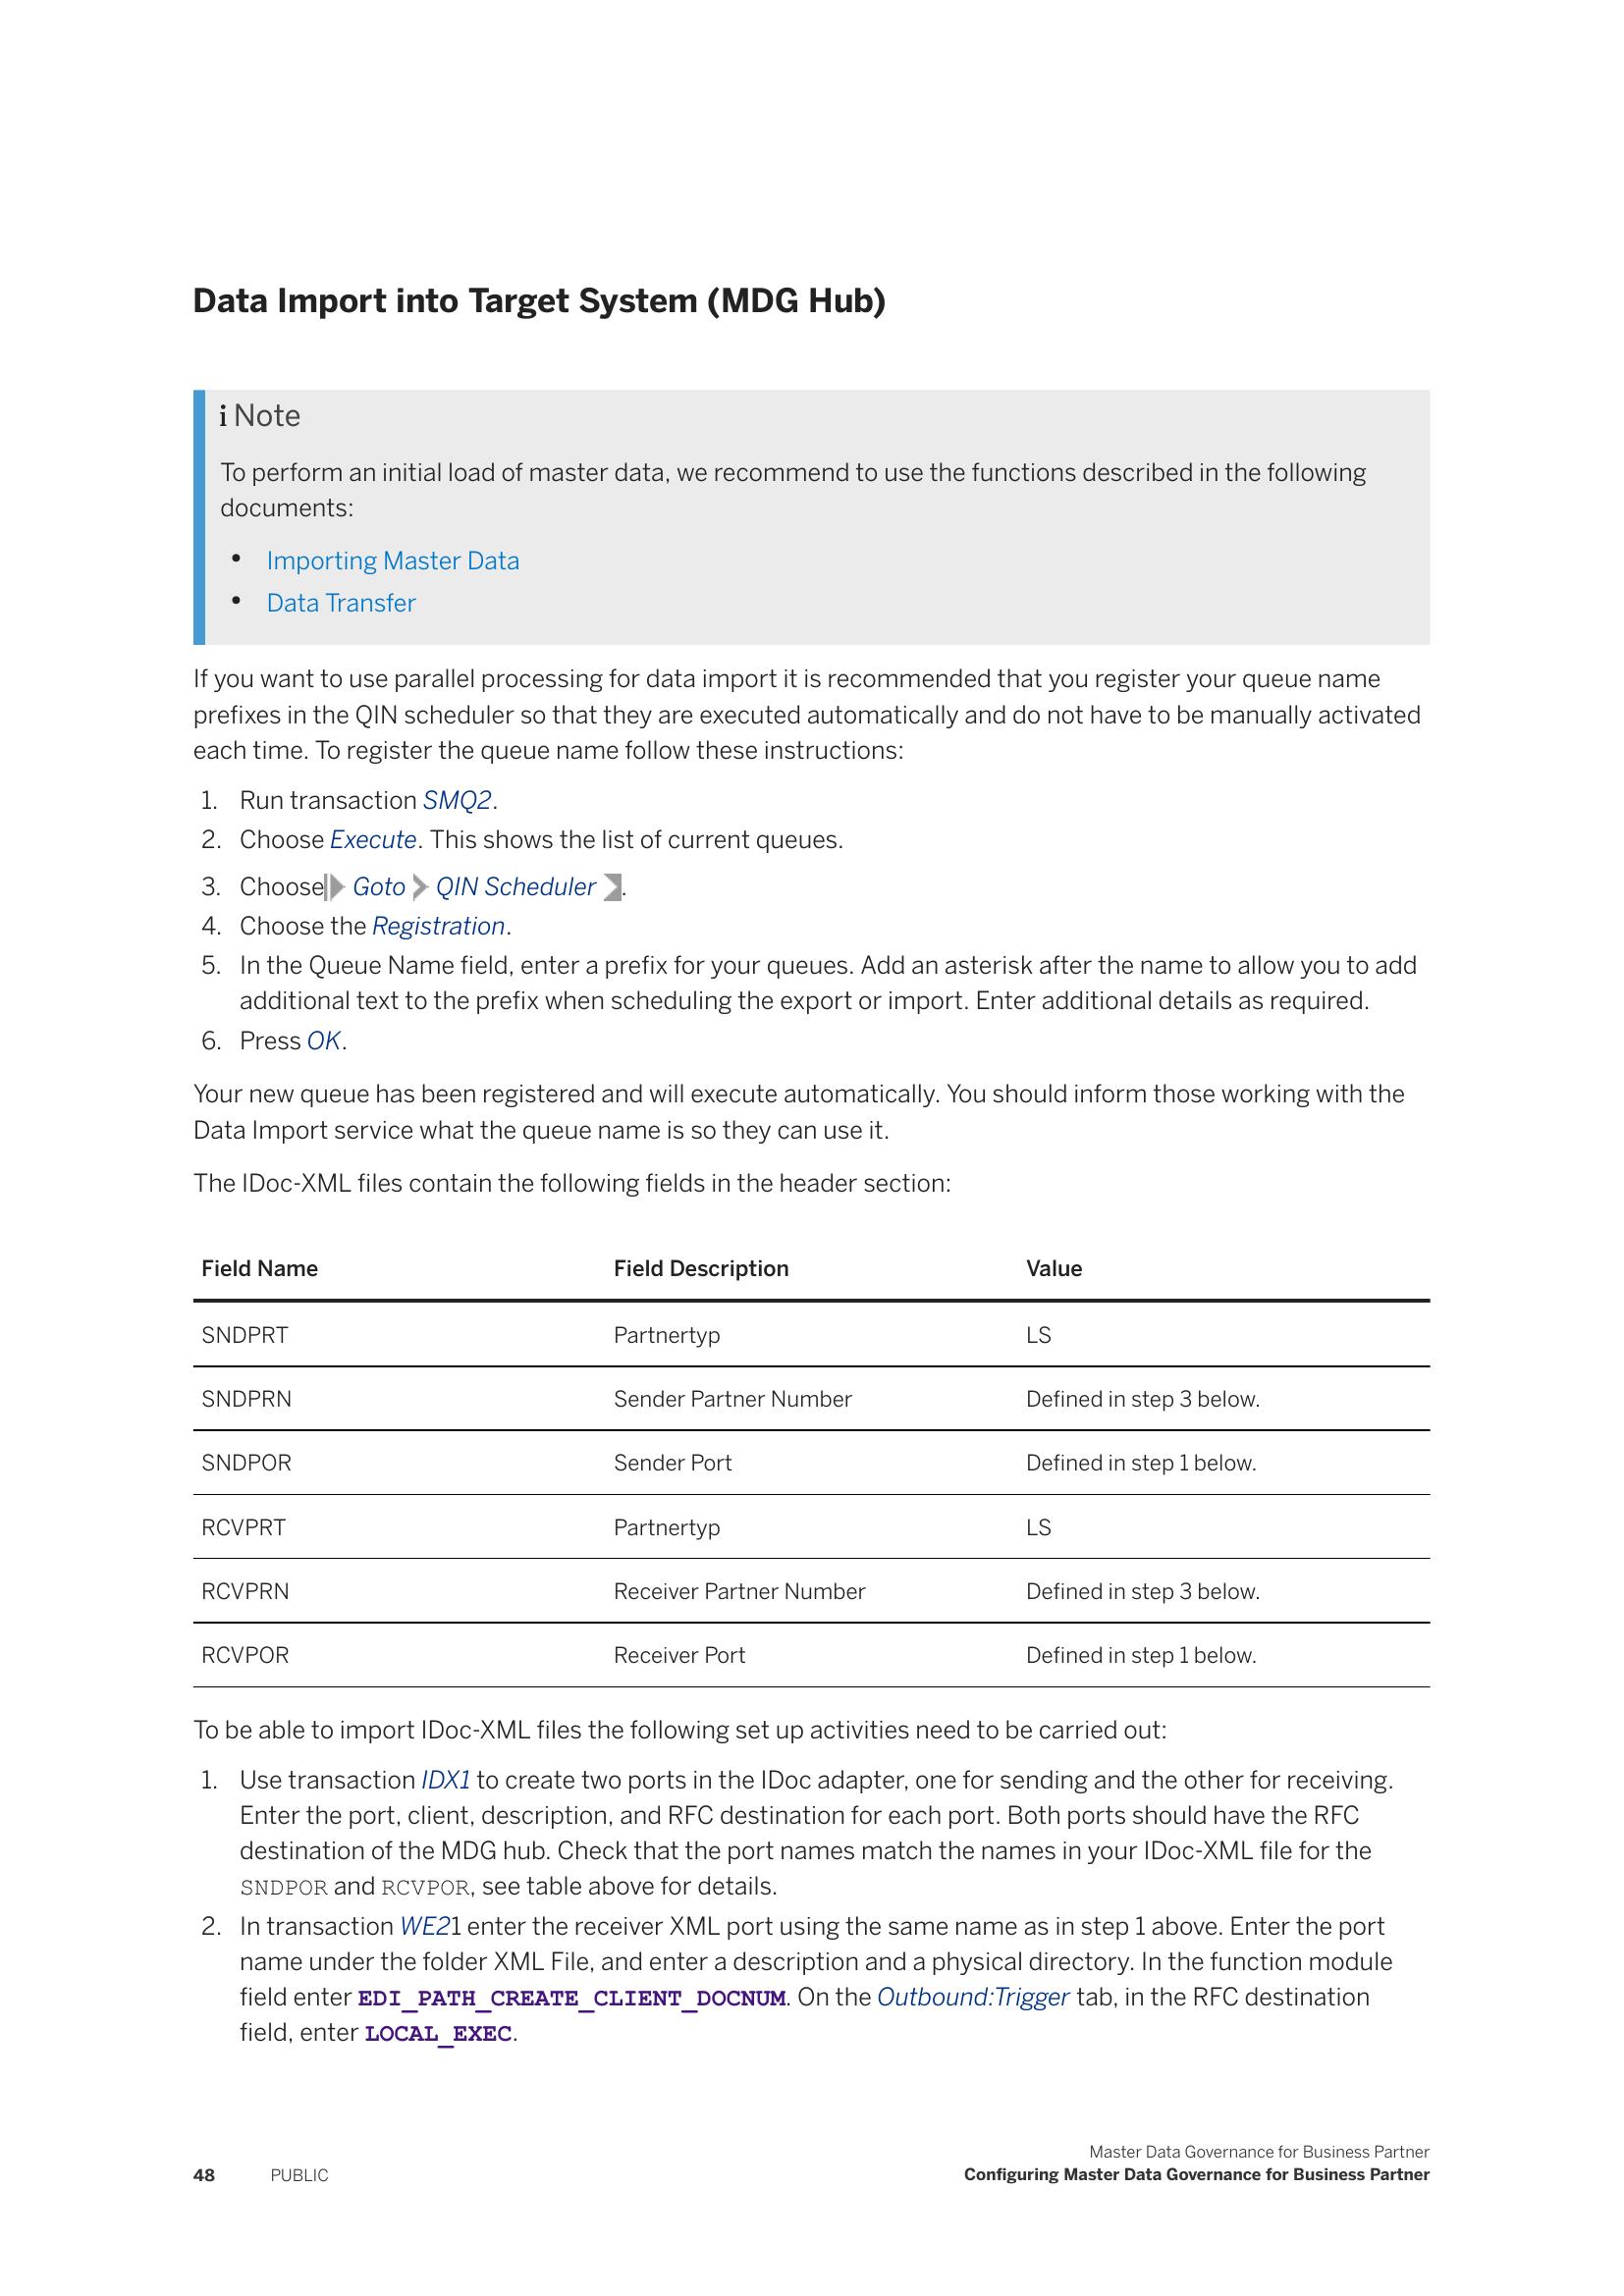 Data Import into Target System (MDG Hub)
i Note
To perform an initial load of master data, we recommend to use the functions described in the following
documents:
• Importing Master Data
• Data Transfer
If you want to use parallel processing for data import it is recommended that you register your queue name
prefixes in the QIN scheduler so that they are executed automatically and do not have to be manually activated
each time. To register the queue name follow these instructions:
1. Run transaction SMQ2.
2. Choose Execute. This shows the list of current queues.
3. Choose Goto QIN Scheduler .
4. Choose the Registration.
5. In the Queue Name field, enter a prefix for your queues. Add an asterisk after the name to allow you to add
additional text to the prefix when scheduling the export or import. Enter additional details as required.
6. Press OK.
Your new queue has been registered and will execute automatically. You should inform those working with the
Data Import service what the queue name is so they can use it.
The IDoc-XML files contain the following fields in the header section:
Field Name Field Description Value
SNDPRT Partnertyp LS
SNDPRN Sender Partner Number Defined in step 3 below.
SNDPOR Sender Port Defined in step 1 below.
RCVPRT Partnertyp LS
RCVPRN Receiver Partner Number Defined in step 3 below.
RCVPOR Receiver Port Defined in step 1 below.
To be able to import IDoc-XML files the following set up activities need to be carried out:
1. Use transaction IDX1 to create two ports in the IDoc adapter, one for sending and the other for receiving.
Enter the port, client, description, and RFC destination for each port. Both ports should have the RFC
destination of the MDG hub. Check that the port names match the names in your IDoc-XML file for the
SNDPOR and RCVPOR, see table above for details.
2. In transaction WE21 enter the receiver XML port using the same name as in step 1 above. Enter the port
name under the folder XML File, and enter a description and a physical directory. In the function module
field enter EDI_PATH_CREATE_CLIENT_DOCNUM. On the Outbound:Trigger tab, in the RFC destination
field, enter LOCAL_EXEC.
Master Data Governance for Business Partner
48 PUBLIC Configuring Master Data Governance for Business Partner